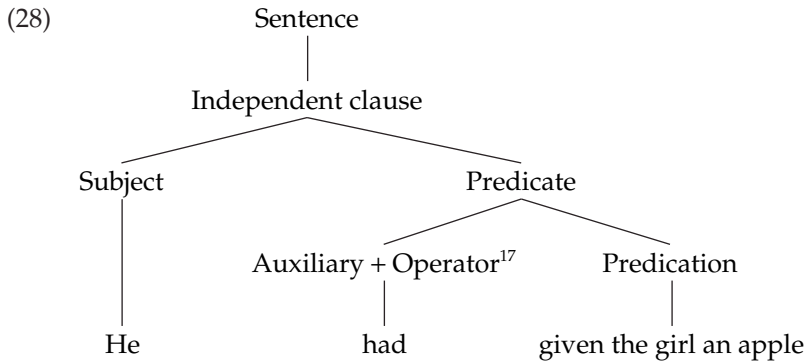 (28) Sentence
Independent clause
Subject Predicate
Auxiliary + Operator17 Predication
He had given the girl an apple